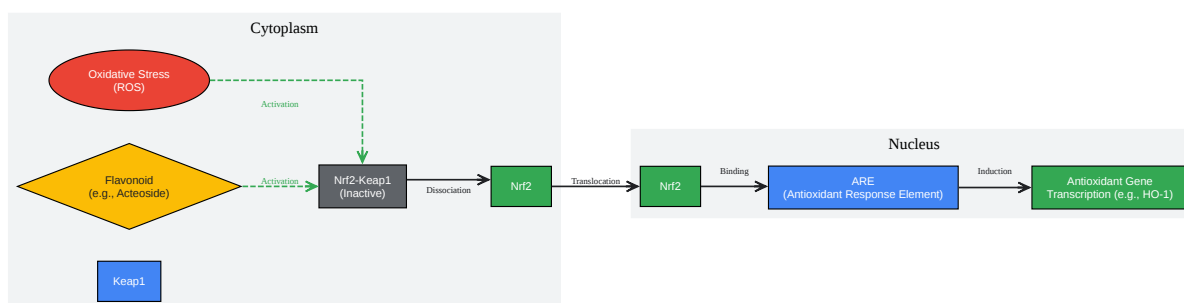 Cytoplasm
Oxidative Stress
(ROS)
Activation
Flavonoid
(e.g., Acteoside)
Activation
Nrf2-Keap1
(Inactive)
Dissociation
Nrf2
Translocation
Keap1
Nucleus
Nrf2
Binding
ARE
(Antioxidant Response Element)
Induction
Antioxidant Gene
Transcription (e.g., HO-1)